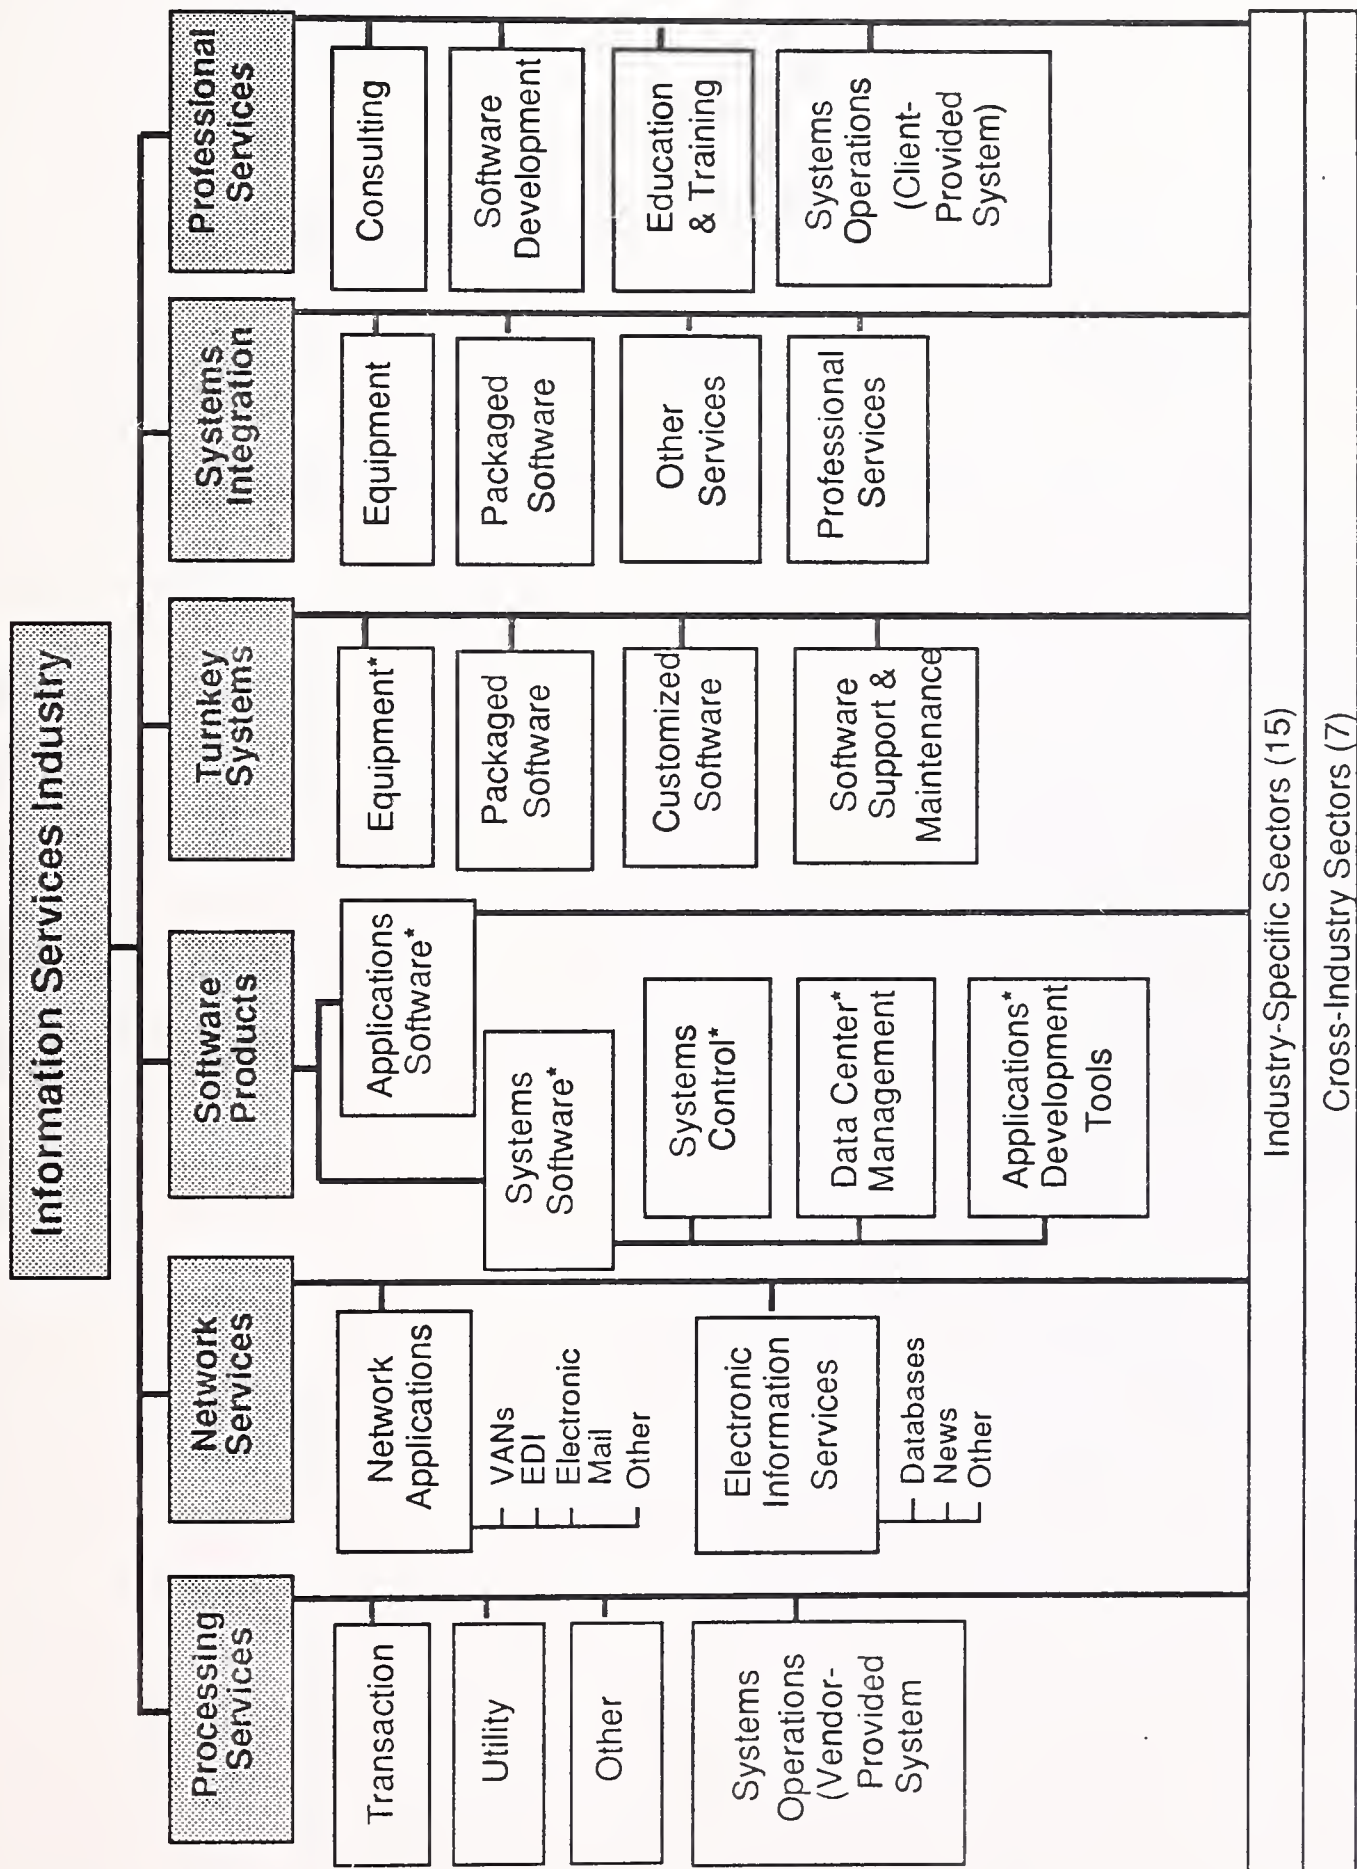 Information Services Industry
Processing
Services
Transaction
Utility
Other
Systems
Operations
(Vendor-
Provided
System
Network
Services
Network
Applications
VANs
EDI
Electronic
Mail
Other
Electronic
Information
Services
Databases
News
Other
Software
Products
Applications
Software*
Systems
Software*
Systems
Control*
Data Center*
Management
Applications*
Development
Tools
Turnkey
Systems
Equipment*
Packaged
Software
Customized
Software
Software
Support &
Maintenance
Systems
Integration
Equipment
Packaged
Software
Other
Services
Professional
Services
Professional
Services
Consulting
Software
Development
Education
& Training
Systems
Operations
(Client-
Provided
System)
Industry-Specific Sectors (15)
Cross-Industry Sectors (7)